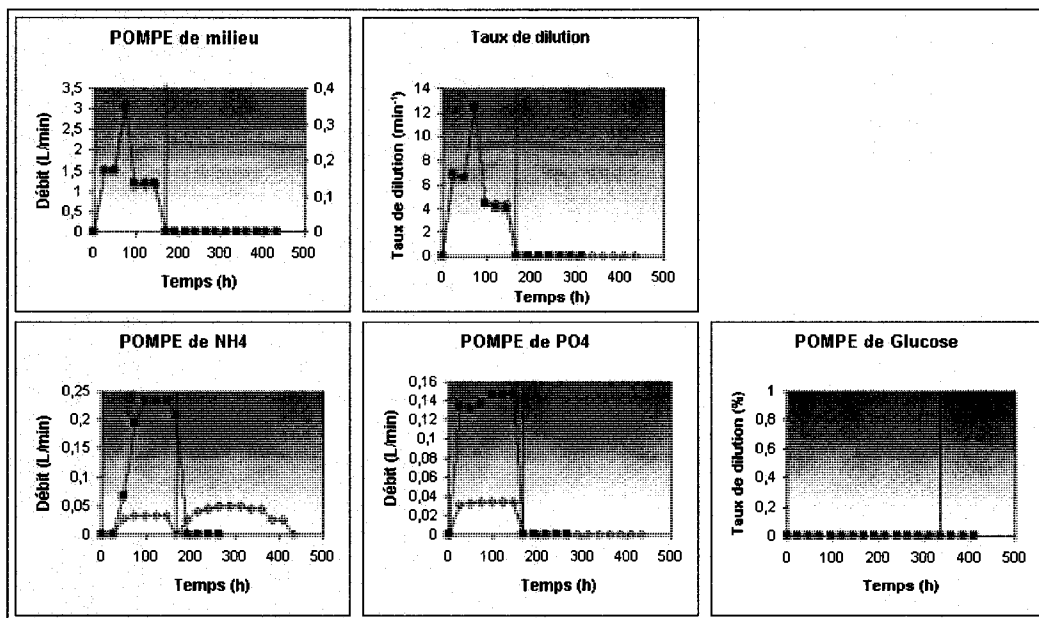 POMPE de milieu
Débit (L/min)
3,5
3
2,5
2
1,5
1
0,5
0
0,4
0,3
0,2
0,1
0
0 100 200 300 400 500
Temps (h)
Taux de dilution
Taux de dilution (min⁻¹)
14
12
10
8
6
4
2
0
0 100 200 300 400 500
Temps (h)
POMPE de NH4
Débit (L/min)
0,25
0,2
0,15
0,1
0,05
0
0 100 200 300 400 500
Temps (h)
POMPE de PO4
Débit (L/min)
0,16
0,14
0,12
0,1
0,08
0,06
0,04
0,02
0,00
0 100 200 300 400 500
Temps (h)
POMPE de Glucose
Taux de dilution (%)
1
0,8
0,6
0,4
0,2
0
0 100 200 300 400 500
Temps (h)